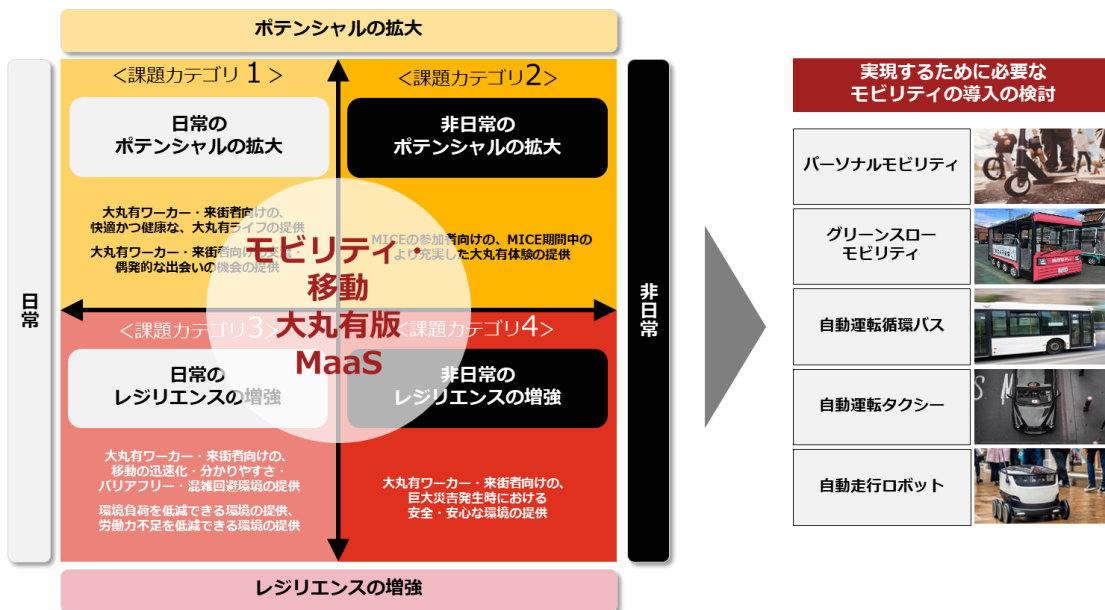 ポテンシャルの拡大
日常
非日常
<課題カテゴリ1>
日常の
ポテンシャルの拡大
大丸有ワーカー・来街者向けの、
快適かつ健康な、大丸有ライフの提供
大丸有ワーカー・来街者向けの交流・
偶発的な出会いの機会の提供
<課題カテゴリ2>
非日常の
ポテンシャルの拡大
MICEの参加者向けの、MICE期間中の
より充実した大丸有体験の提供
モビリティ・
移動
大丸有版
MaaS
<課題カテゴリ3>
日常の
レジリエンスの増強
大丸有ワーカー・来街者向けの、
移動の迅速化・分かりやすさ・
バリアフリー・混雑回避環境の提供
環境負荷を低減できる環境の提供、
労働力不足を低減できる環境の提供
<課題カテゴリ4>
非日常の
レジリエンスの増強
大丸有ワーカー・来街者向けの、
巨大災害発生時における
安全・安心な環境の提供
レジリエンスの増強
実現するために必要な
モビリティの導入の検討
パーソナルモビリティ
グリーンスロー
モビリティ
自動運転循環バス
自動運転タクシー
自動走行ロボット